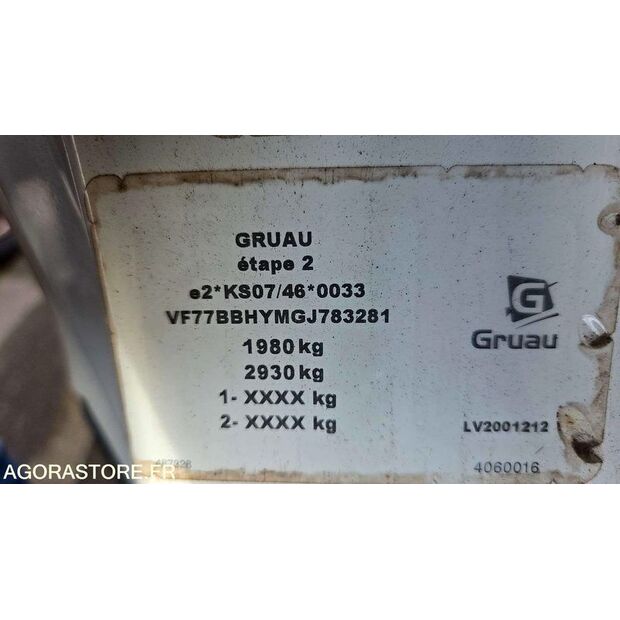 GRUAU
étape 2
e2*KS07/46*0033
VF77BBHYMGJ783281
1980 kg
2930 kg
1- XXXX kg
2- XXXX kg
Gruau
LV2001212
4060016
AGORASTORE.FR